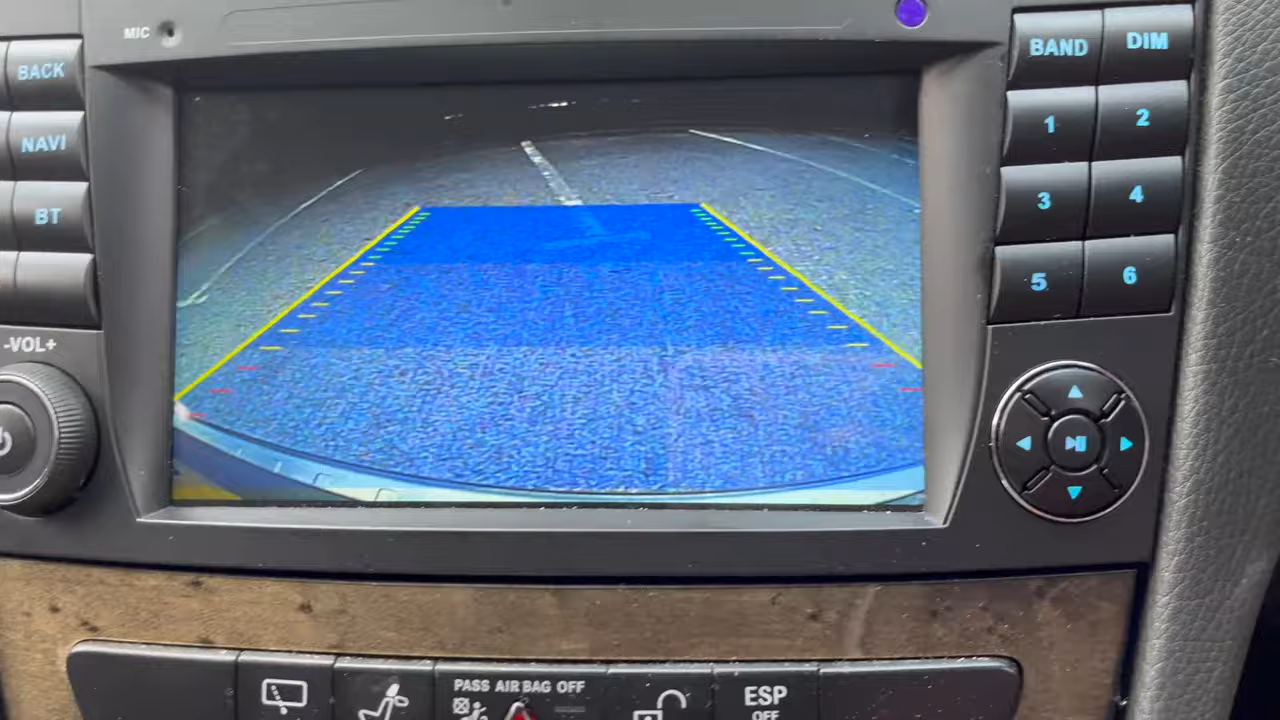 MIC
BACK
NAVI
BT
-VOL+
BAND
DIM
1
2
3
4
5
6
PASS AIR BAG OFF
ESP
OFF